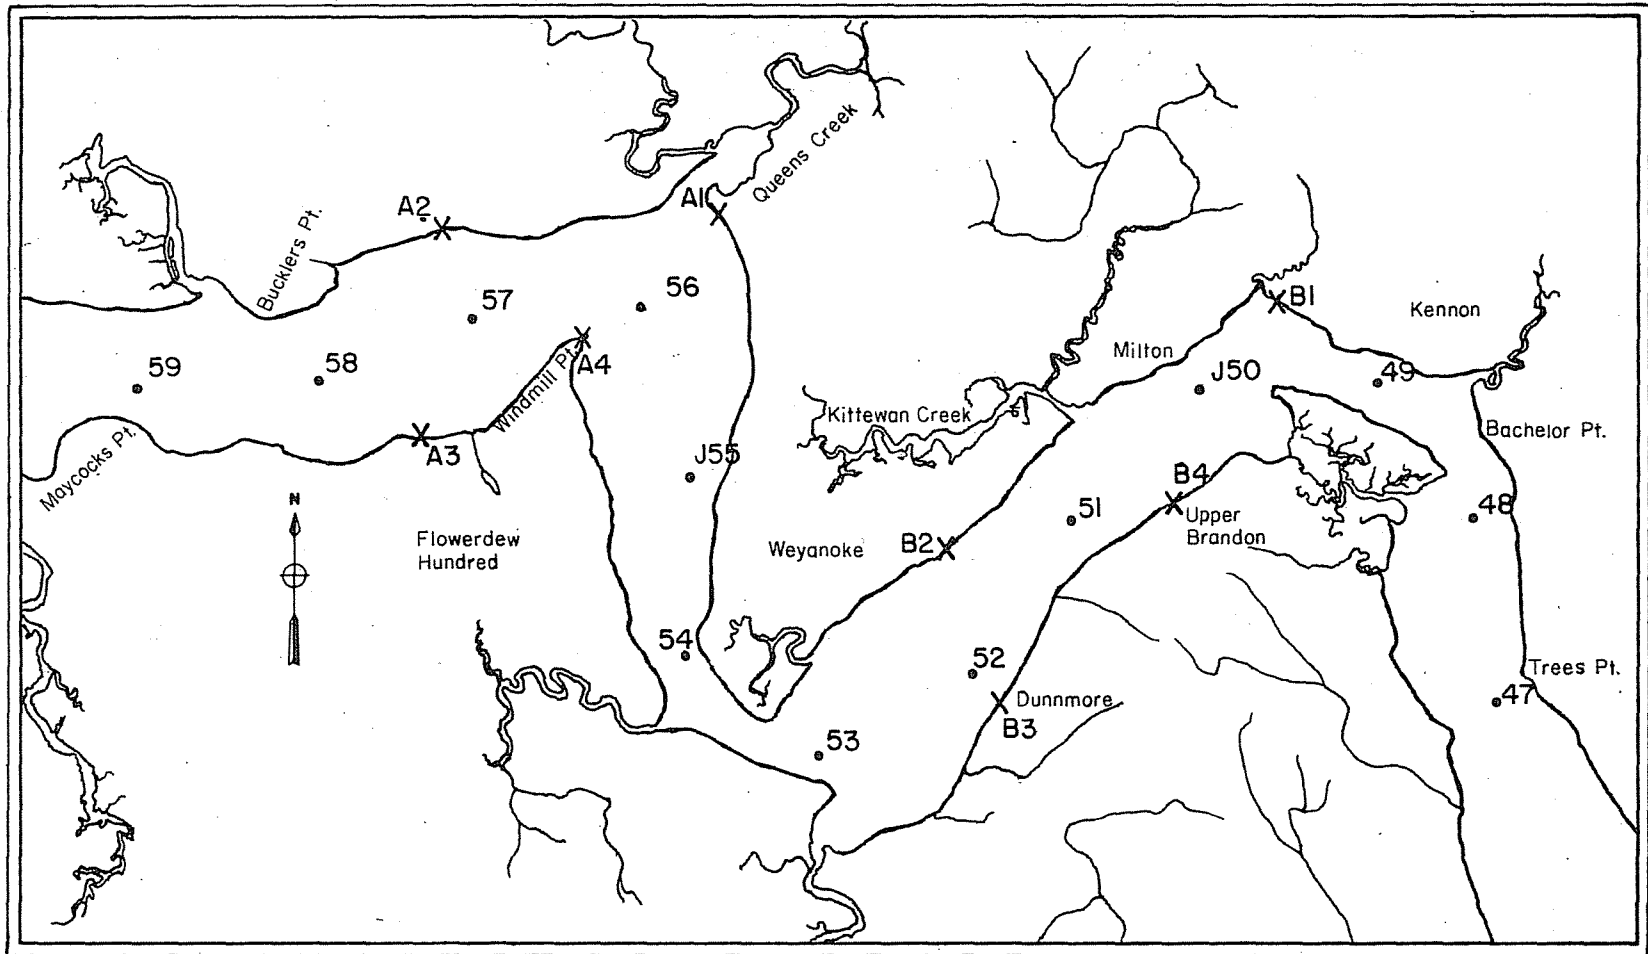 Queens Creek
A1
A2
Bucklers Pt.
57
56
B1
Kennon
59
58
A4
Windmill Pt.
Milton
J50
49
Kittewan Creek
Maycocks Pt.
A3
J55
Bachelor Pt.
B4
N
Flowerdew
Hundred
Weyanoke
B2
51
Upper
Brandon
48
54
52
Trees Pt.
Dunnmore
B3
47
53